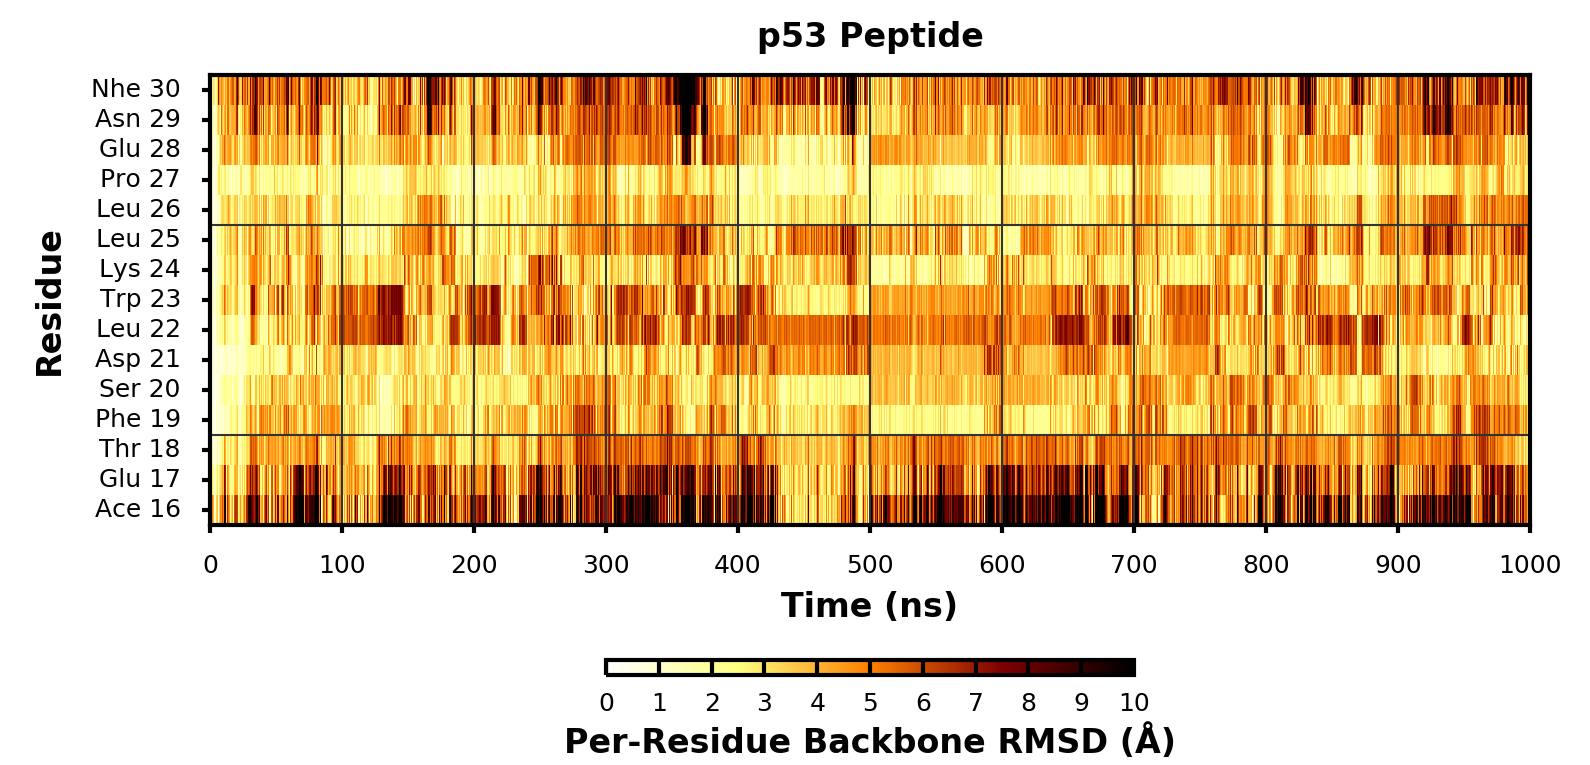 p53 Peptide
Nhe 30
Asn 29
Glu 28
Pro 27
Leu 26
Leu 25
Lys 24
Trp 23
Leu 22
Asp 21
Ser 20
Phe 19
Thr 18
Glu 17
Ace 16
Residue
0 100 200 300 400 500 600 700 800 900 1000
Time (ns)
0 1 2 3 4 5 6 7 8 9 10
Per-Residue Backbone RMSD (Å)